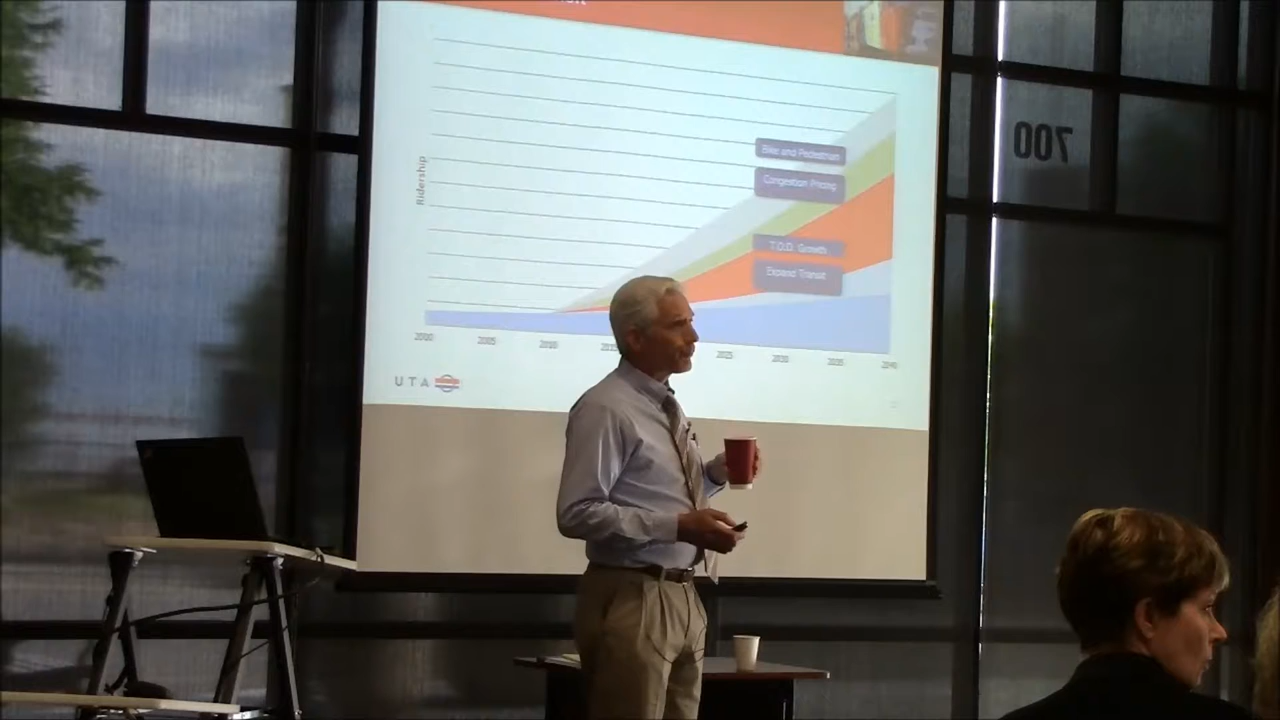 Ridership
Bike and Pedestrian
Congestion Pricing
T.O.D. Growth
Expand Transit
2000 2005 2010 2025 2030 2035 2040
UTA
700